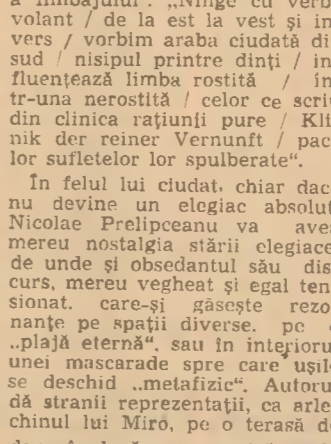 a limbajului: „Ninge cu verb
volant / de la est la vest și in
vers / vorbim araba ciudată di
sud / nisipul printre dinți / in
fluențează limba rostită / în
tr-una nerostită / celor ce scri
din clinica rațiunii pure / Kli
nik der reiner Vernunft / pac
lor sufletelor lor spulberate“.
În felul lui ciudat, chiar dac
nu devine un elegiac absolut
Nicolae Prelipceanu va ave
mereu nostalgia stării elegiace
de unde și obsedantul său dis
curs, mereu vegheat și egal ten
sionat. care-și găsește rezo
nanțe pe spații diverse. pe
„plajă eternă“. sau în interioru
unei mascarade spre care ușil
se deschid „metafizic“. Autoru
dă stranii reprezentații, ca arle
chinul lui Miro, pe o terasă d